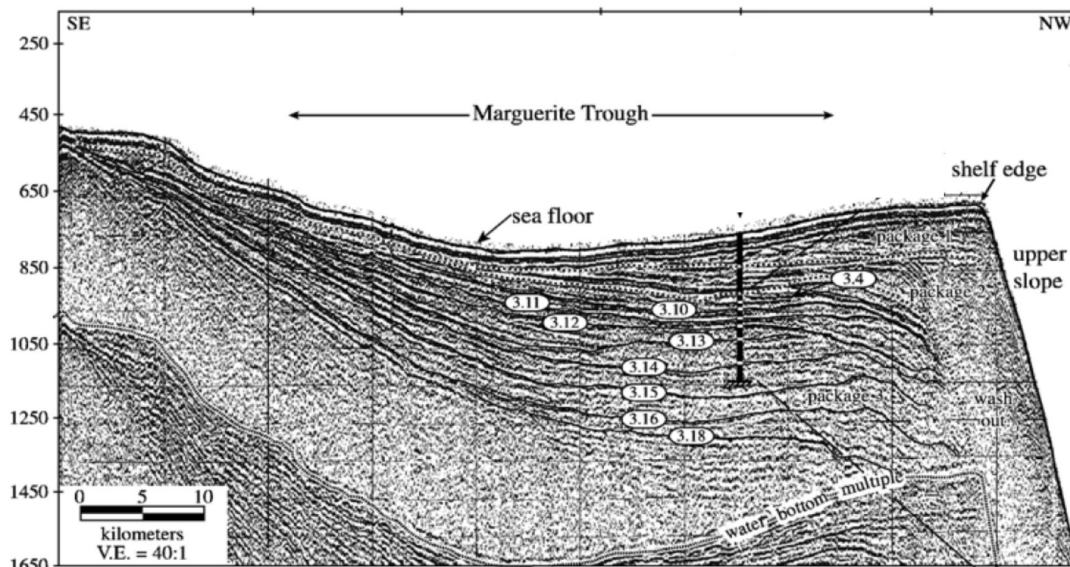 SE
NW
250
450
650
850
1050
1250
1450
1650
Marguerite Trough
shelf edge
sea floor
upper
slope
package 1
3.4
package
3.11
3.10
3.12
3.13
3.14
3.15
package 3
3.16
3.18
wash
out
water bottom multiple
0 5 10
kilometers
V.E. = 40:1